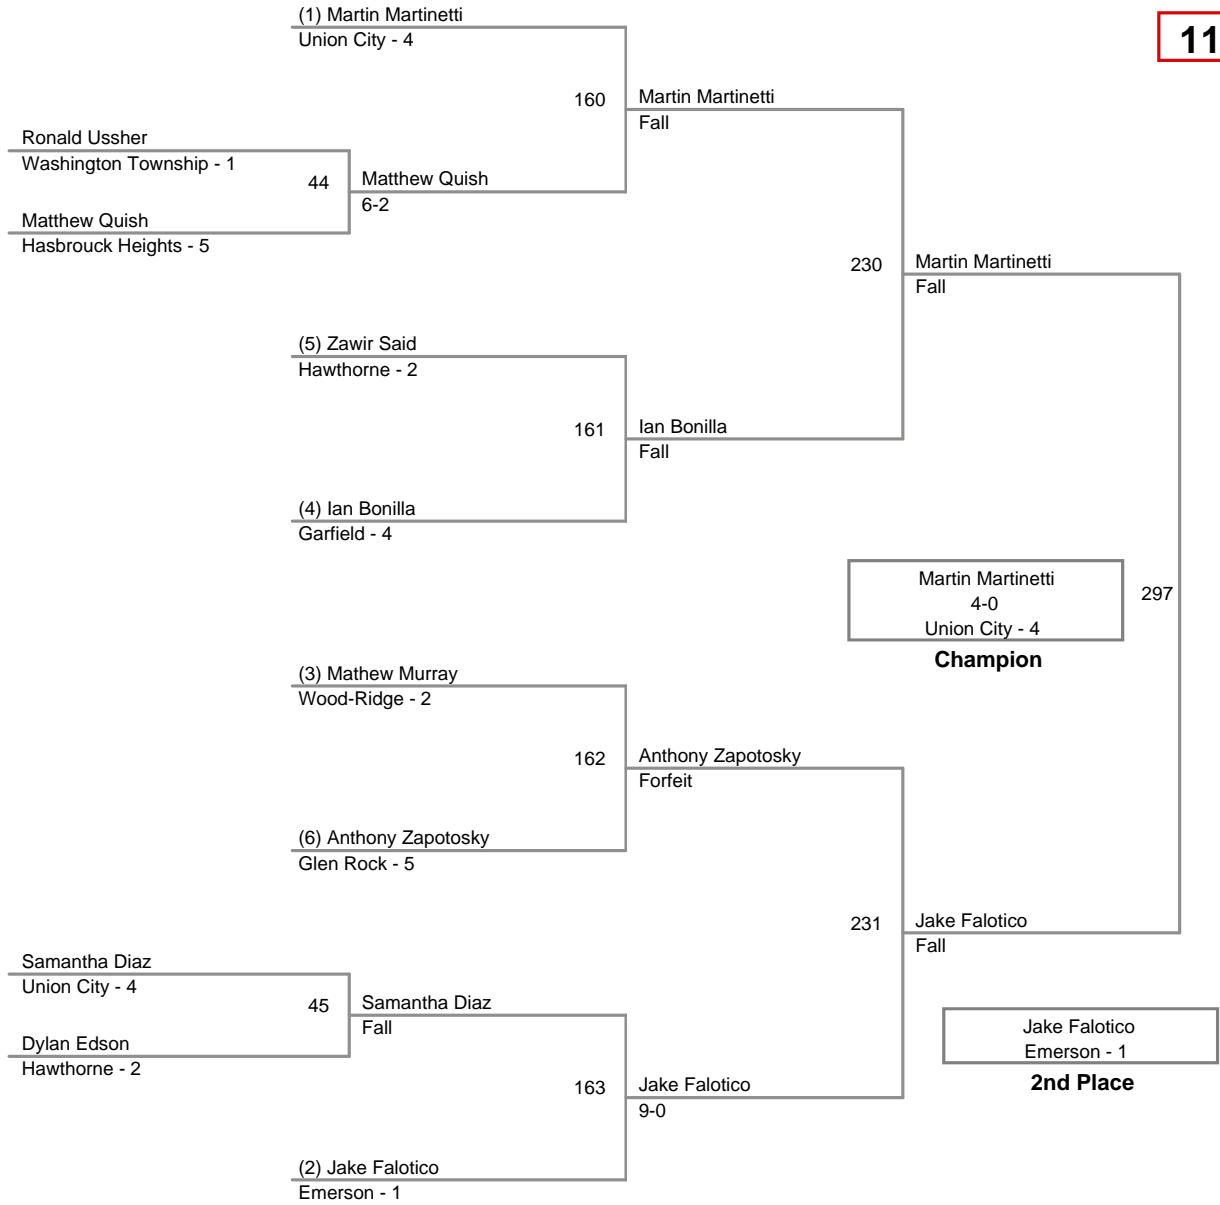 (1) Martin Martinetti
Union City - 4
11
160
Martin Martinetti
Fall
Ronald Ussher
Washington Township - 1
44
Matthew Quish
6-2
Matthew Quish
Hasbrouck Heights - 5
230
Martin Martinetti
Fall
(5) Zawir Said
Hawthorne - 2
161
Ian Bonilla
Fall
(4) Ian Bonilla
Garfield - 4
Martin Martinetti
4-0
Union City - 4
Champion
297
(3) Mathew Murray
Wood-Ridge - 2
162
Anthony Zapotosky
Forfeit
(6) Anthony Zapotosky
Glen Rock - 5
231
Jake Falotico
Fall
Samantha Diaz
Union City - 4
45
Samantha Diaz
Fall
Dylan Edson
Hawthorne - 2
Jake Falotico
Emerson - 1
2nd Place
163
Jake Falotico
9-0
(2) Jake Falotico
Emerson - 1